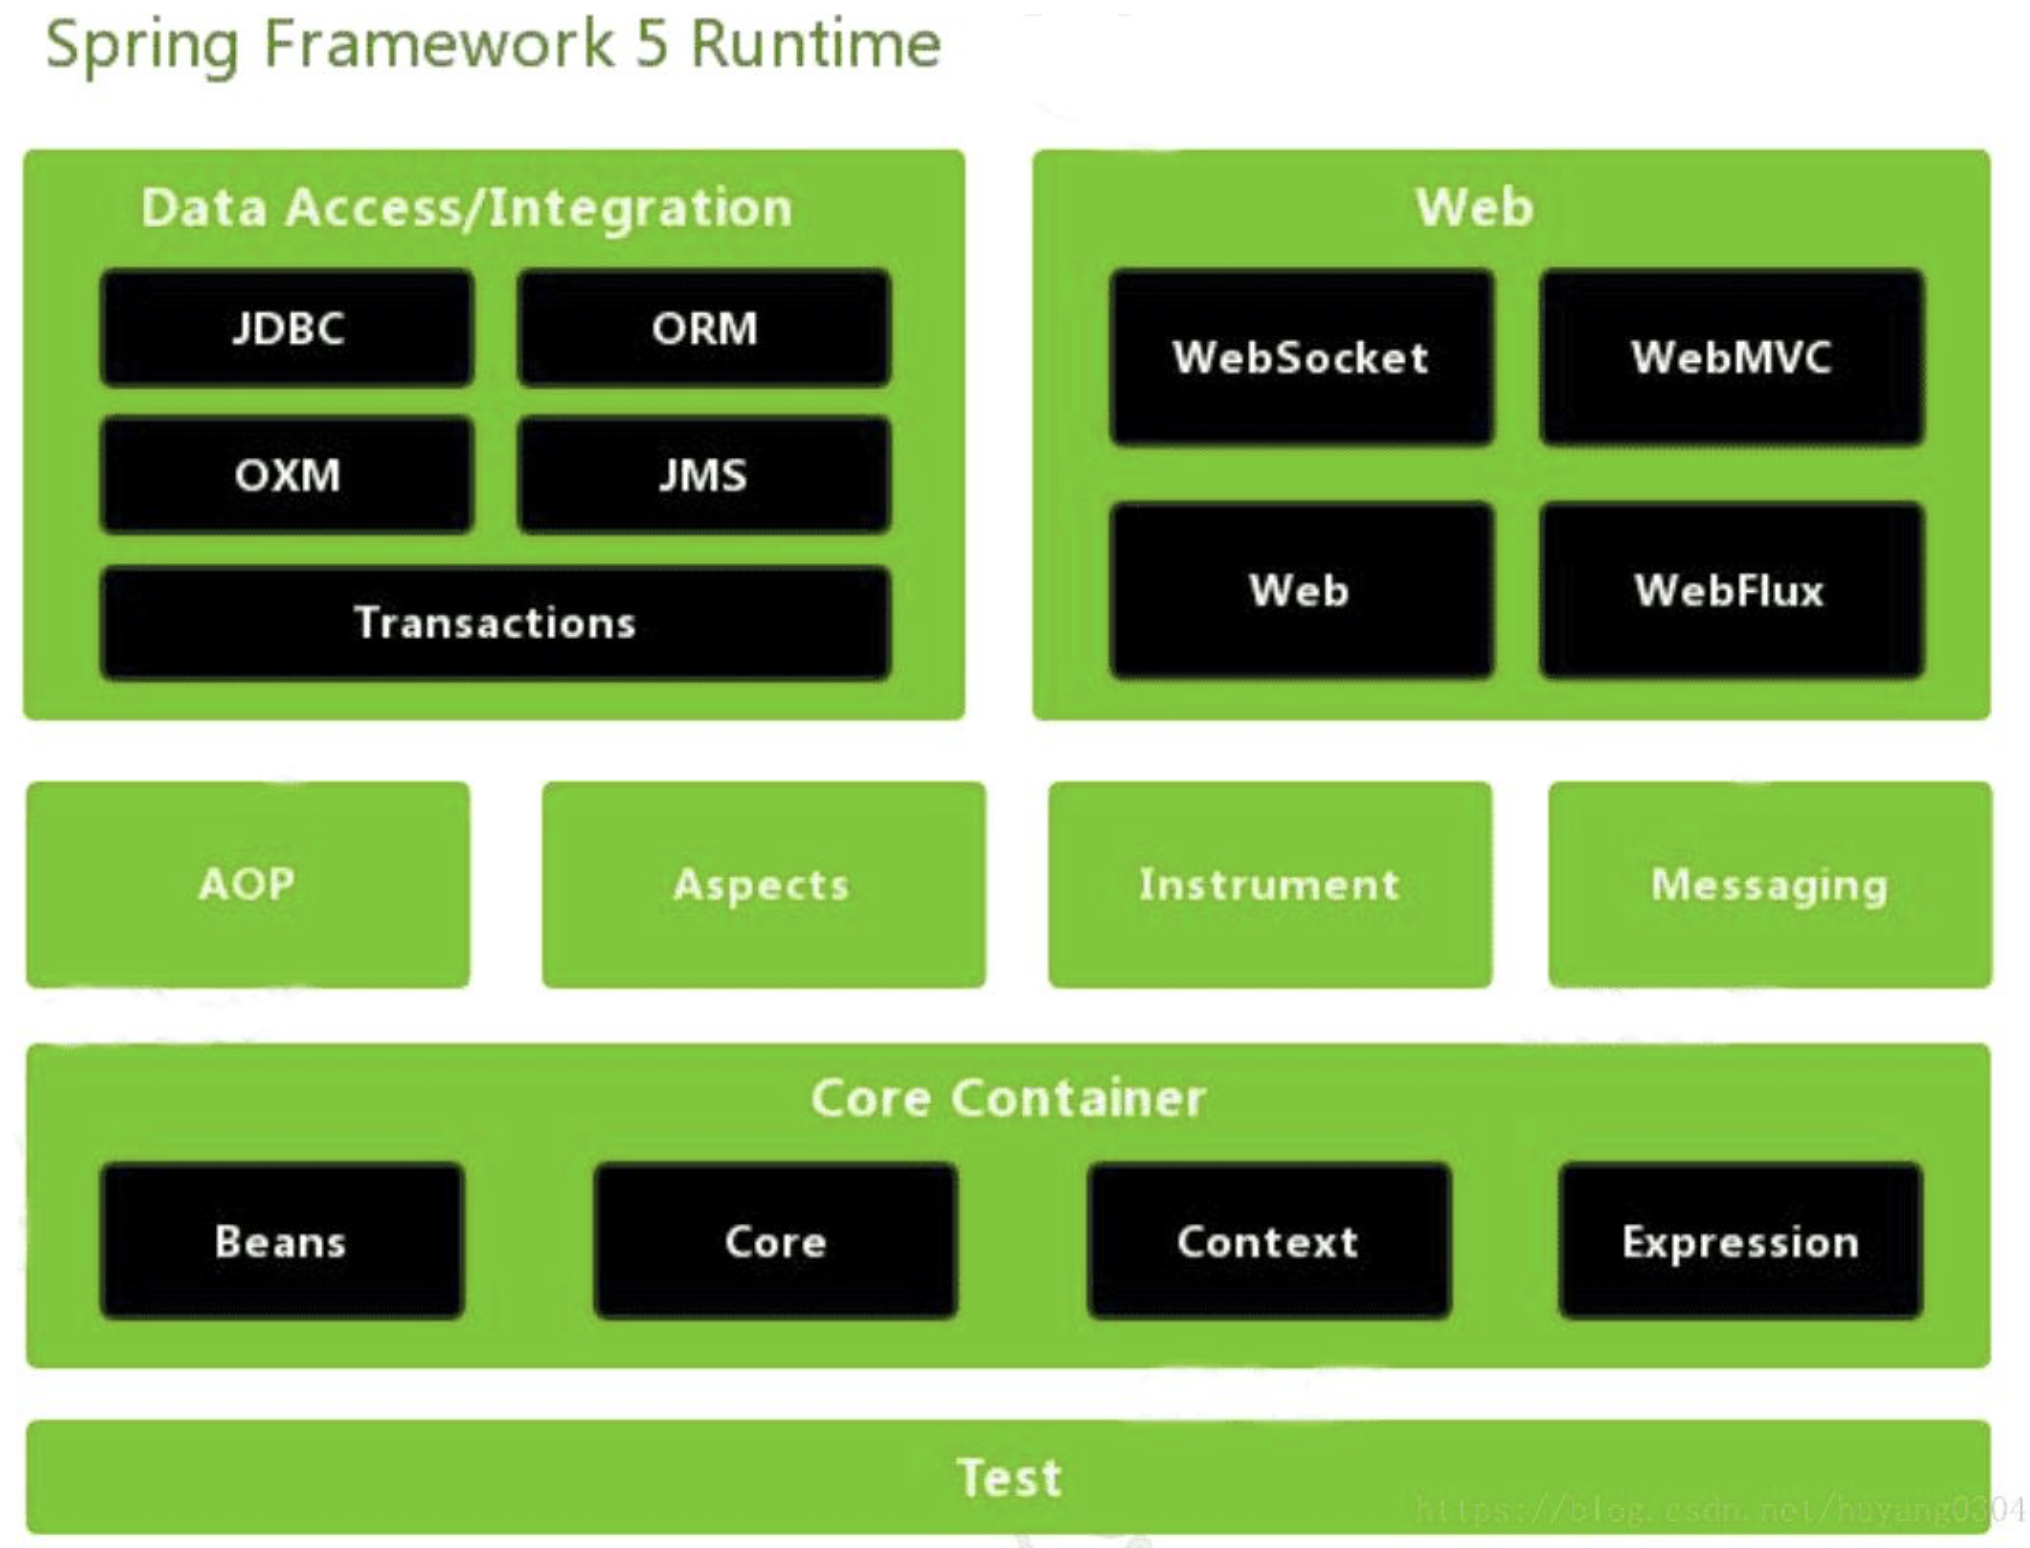 Spring Framework 5 Runtime
Data Access/Integration
JDBC
ORM
OXM
JMS
Transactions
Web
WebSocket
WebMVC
Web
WebFlux
AOP
Aspects
Instrument
Messaging
Core Container
Beans
Core
Context
Expression
Test
https://blog.csdn.net/huyang0304